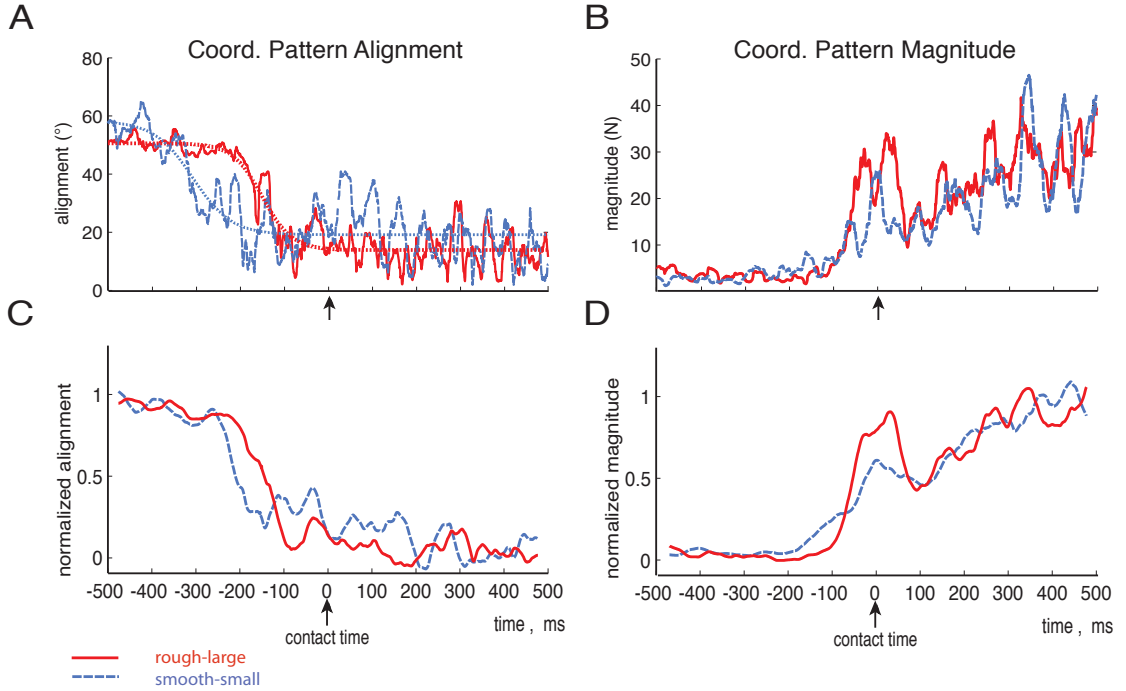 A
B
Coord. Pattern Alignment
Coord. Pattern Magnitude
80
60
40
20
0
alignment (°)
50
40
30
20
10
magnitude (N)
C
D
1
0.5
0
normalized alignment
1
0.5
0
normalized magnitude
-500 -400 -300 -200 -100 0 100 200 300 400 500
-500 -400 -300 -200 -100 0 100 200 300 400 500
contact time
time , ms
contact time
time , ms
rough-large
smooth-small